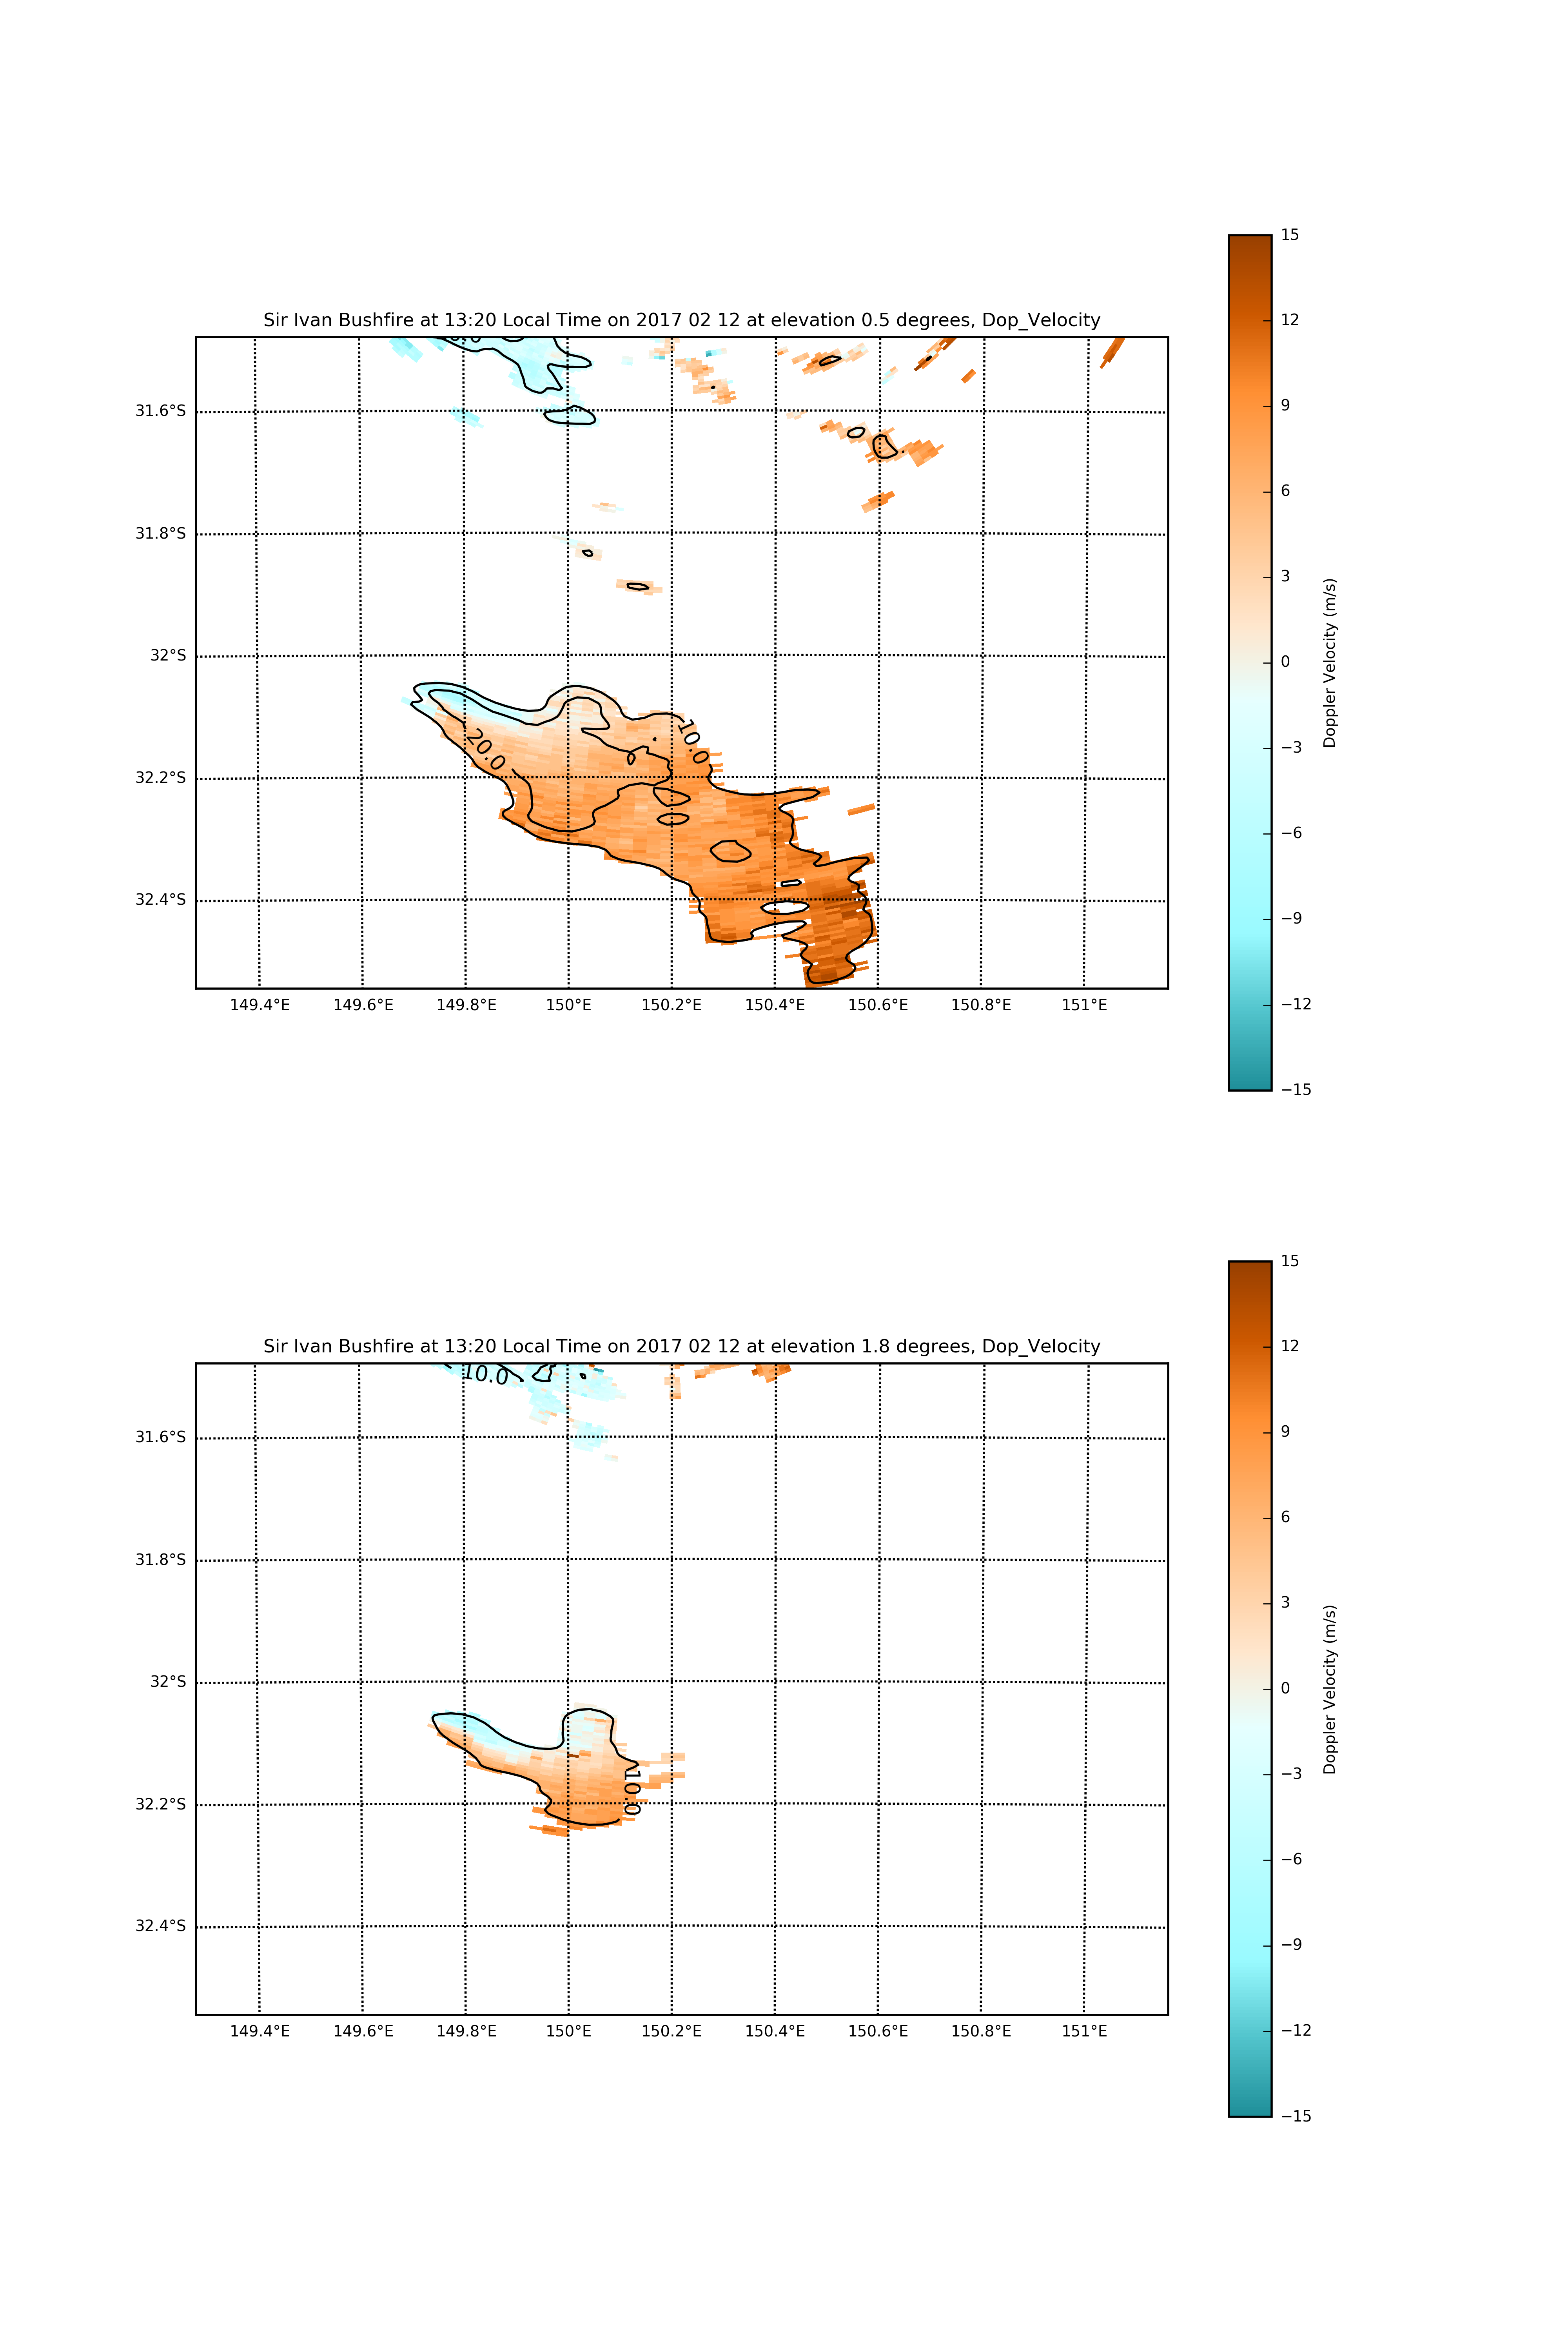 Sir Ivan Bushfire at 13:20 Local Time on 2017 02 12 at elevation 0.5 degrees, Dop_Velocity
31.6°S
31.8°S
32°S
32.2°S
32.4°S
149.4°E 149.6°E 149.8°E 150°E 150.2°E 150.4°E 150.6°E 150.8°E 151°E
20.0
10.0
15
12
9
6
3
0
−3
−6
−9
−12
−15
Doppler Velocity (m/s)
Sir Ivan Bushfire at 13:20 Local Time on 2017 02 12 at elevation 1.8 degrees, Dop_Velocity
10.0
31.6°S
31.8°S
32°S
32.2°S
32.4°S
149.4°E 149.6°E 149.8°E 150°E 150.2°E 150.4°E 150.6°E 150.8°E 151°E
10.0
15
12
9
6
3
0
−3
−6
−9
−12
−15
Doppler Velocity (m/s)